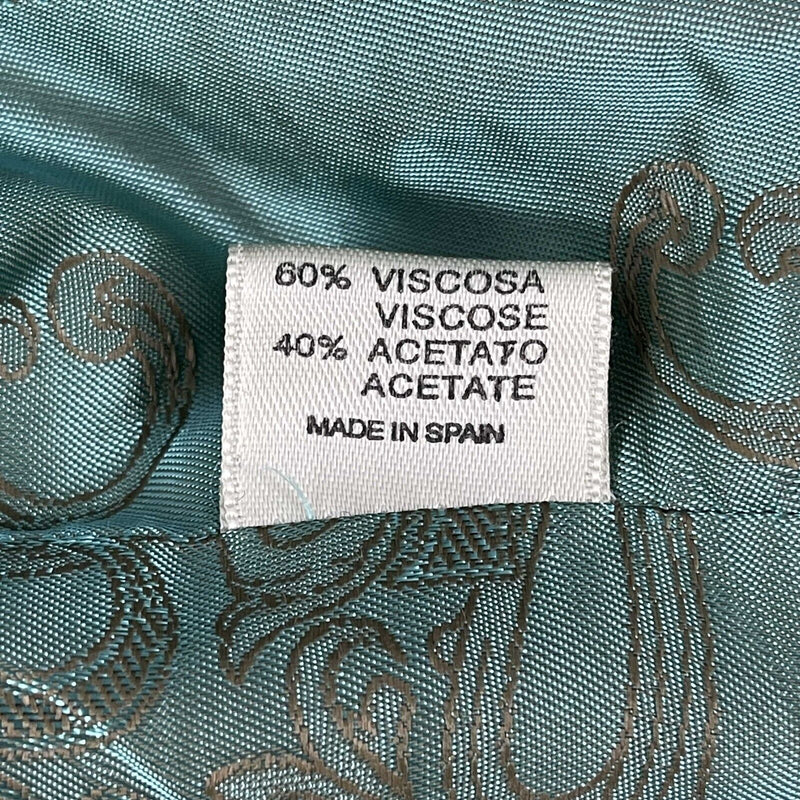 60% VISCOSA
VISCOSE
40% ACETATO
ACETATE
MADE IN SPAIN